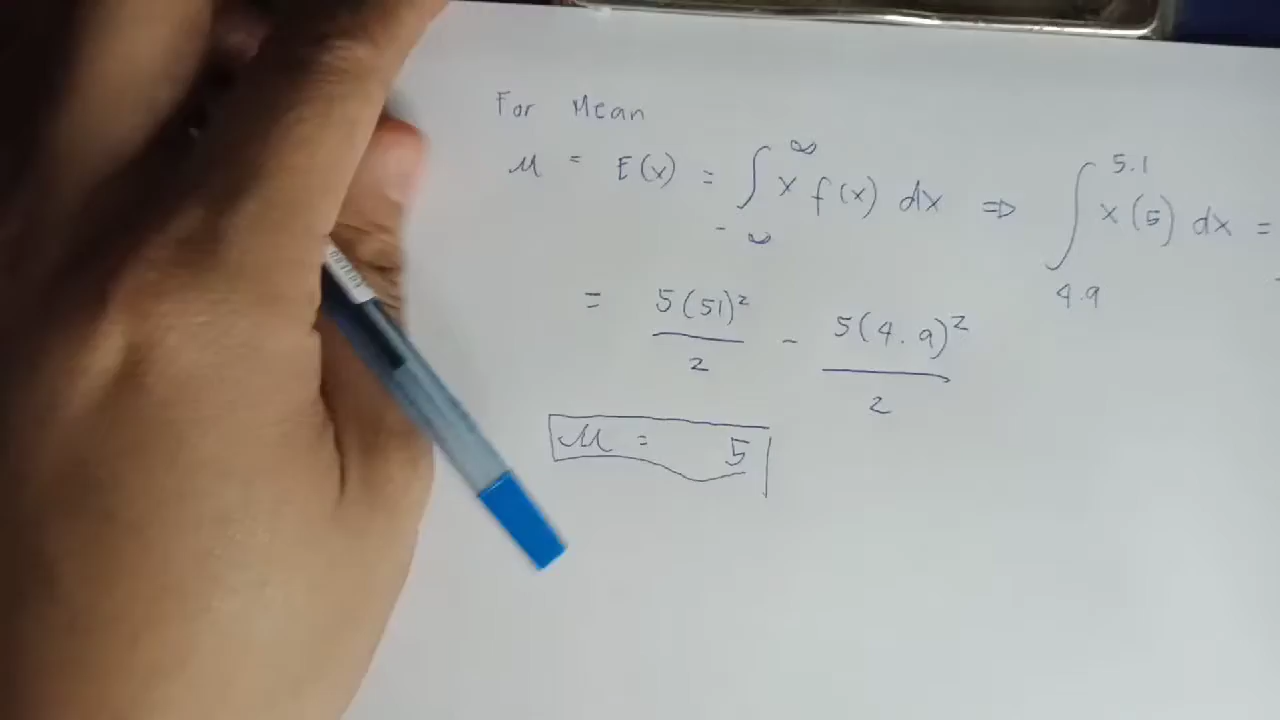 For Mean
μ = E(x) = ∫_{-∞}^{∞} x f(x) dx ⇒ ∫_{4.9}^{5.1} x(5) dx =
= 5(51)²/2 - 5(4.9)²/2
μ = 5